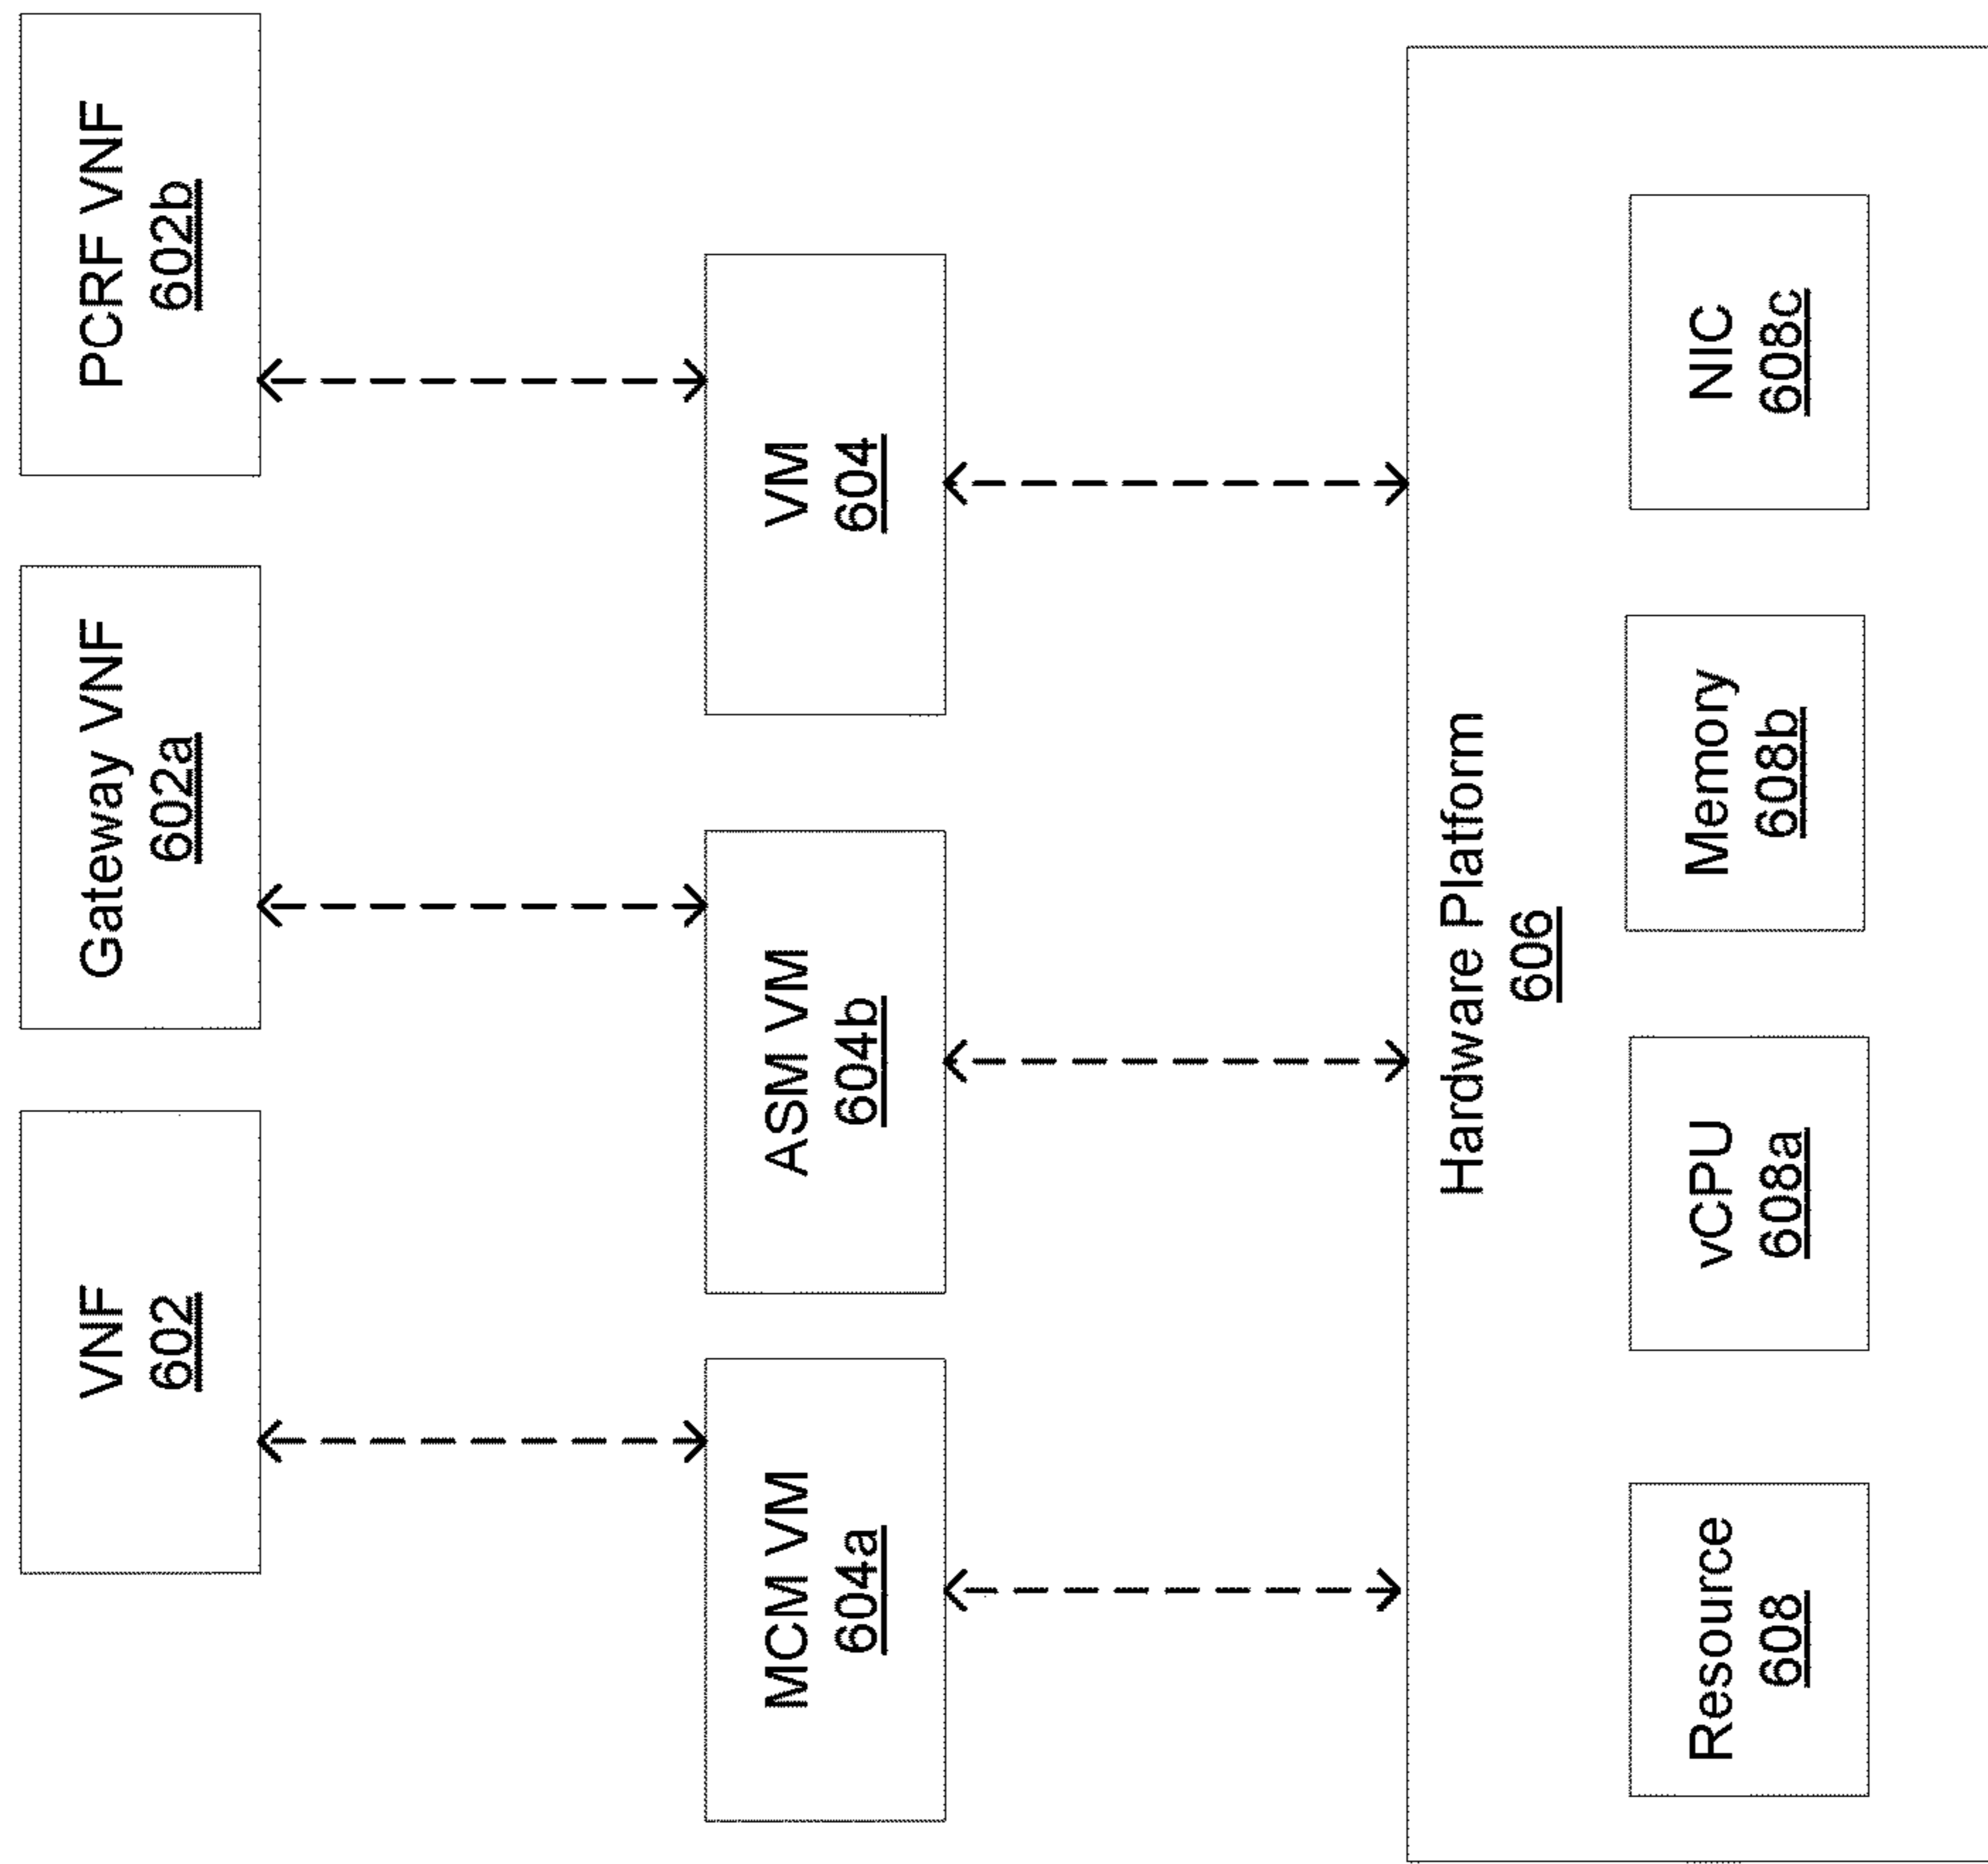 VNF
602
Gateway VNF
602a
PCRF VNF
602b
MCM VM
604a
ASM VM
604b
VM
604
Hardware Platform
606
Resource
608
vCPU
608a
Memory
608b
NIC
608c